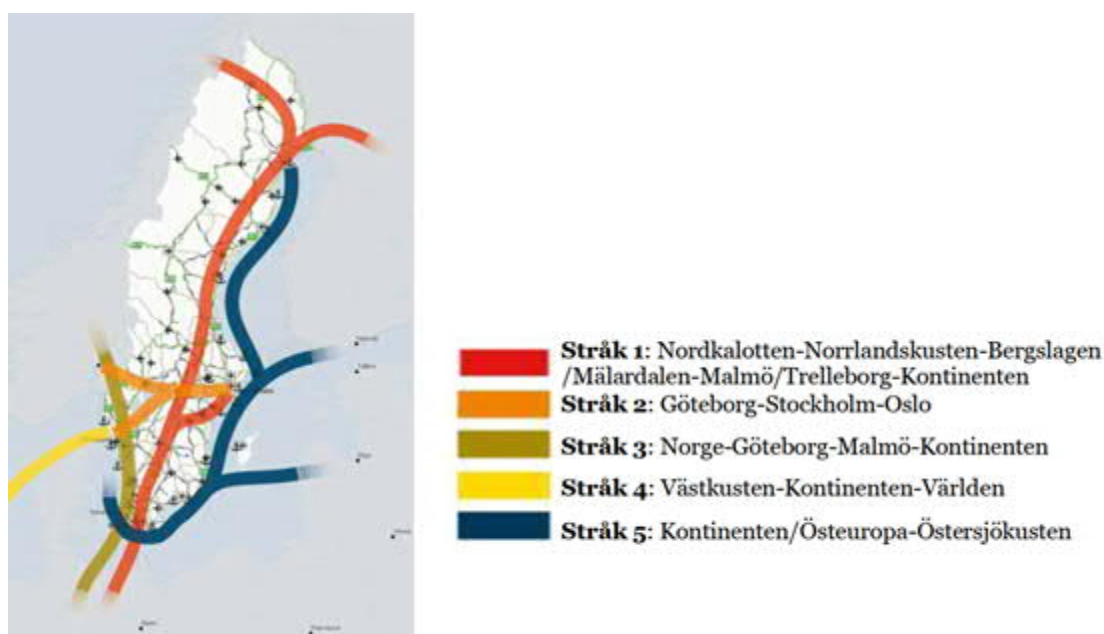 Stråk 1: Nordkalotten-Norrlandskusten-Bergslagen
/Mälardalen-Malmö/Trelleborg-Kontinenten
Stråk 2: Göteborg-Stockholm-Oslo
Stråk 3: Norge-Göteborg-Malmö-Kontinenten
Stråk 4: Västkusten-Kontinenten-Världen
Stråk 5: Kontinenten/Östeuropa-Östersjökusten